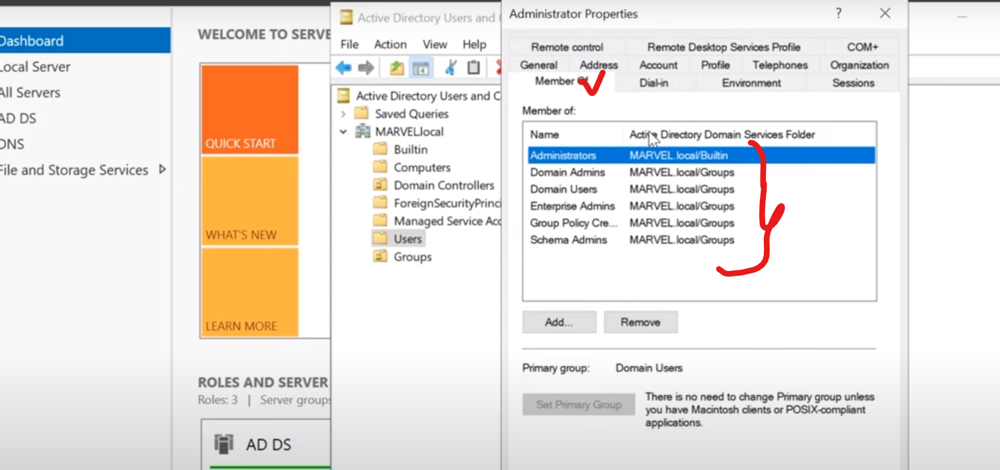 Dashboard
Local Server
All Servers
AD DS
DNS
File and Storage Services
WELCOME TO SERVE
QUICK START
WHAT'S NEW
LEARN MORE
ROLES AND SERVER
Roles: 3 | Server groups
AD DS
Active Directory Users and
File Action View Help
Active Directory Users and C
Saved Queries
MARVEL.local
Builtin
Computers
Domain Controllers
ForeignSecurityPrinci
Managed Service Acc
Users
Groups
Administrator Properties
?
Remote control Remote Desktop Services Profile COM+
General Address Account Profile Telephones Organization
Member Of Dial-in Environment Sessions
Member of:
Name Active Directory Domain Services Folder
Administrators MARVEL.local/Builtin
Domain Admins MARVEL.local/Groups
Domain Users MARVEL.local/Groups
Enterprise Admins MARVEL.local/Groups
Group Policy Cre... MARVEL.local/Groups
Schema Admins MARVEL.local/Groups
Add... Remove
Primary group: Domain Users
Set Primary Group
There is no need to change Primary group unless
you have Macintosh clients or POSIX-compliant
applications.